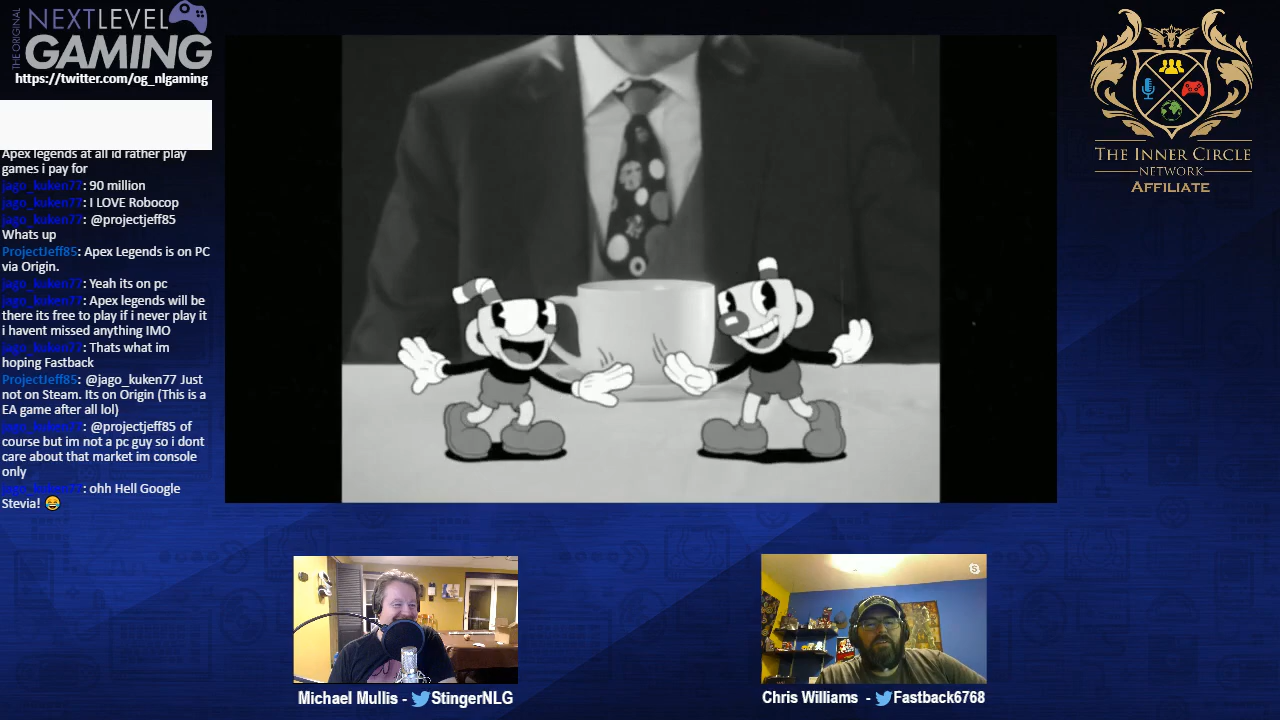 THE ORIGINAL
NEXTLEVEL
GAMING
https://twitter.com/og_nlgaming
Apex legends at all id rather play
games i pay for
jago_kuken77: 90 million
jago_kuken77: I LOVE Robocop
jago_kuken77: @projectjeff85
Whats up
ProjectJeff85: Apex Legends is on PC
via Origin.
jago_kuken77: Yeah its on pc
jago_kuken77: Apex legends will be
there its free to play if i never play it
i havent missed anything IMO
jago_kuken77: Thats what im
hoping Fastback
ProjectJeff85: @jago_kuken77 Just
not on Steam. Its on Origin (This is a
EA game after all lol)
jago_kuken77: @projectjeff85 of
course but im not a pc guy so i dont
care about that market im console
only
jago_kuken77: ohh Hell Google
Stevia! 😂
THE INNER CIRCLE
NETWORK
AFFILIATE
Michael Mullis - StingerNLG
Chris Williams - Fastback6768